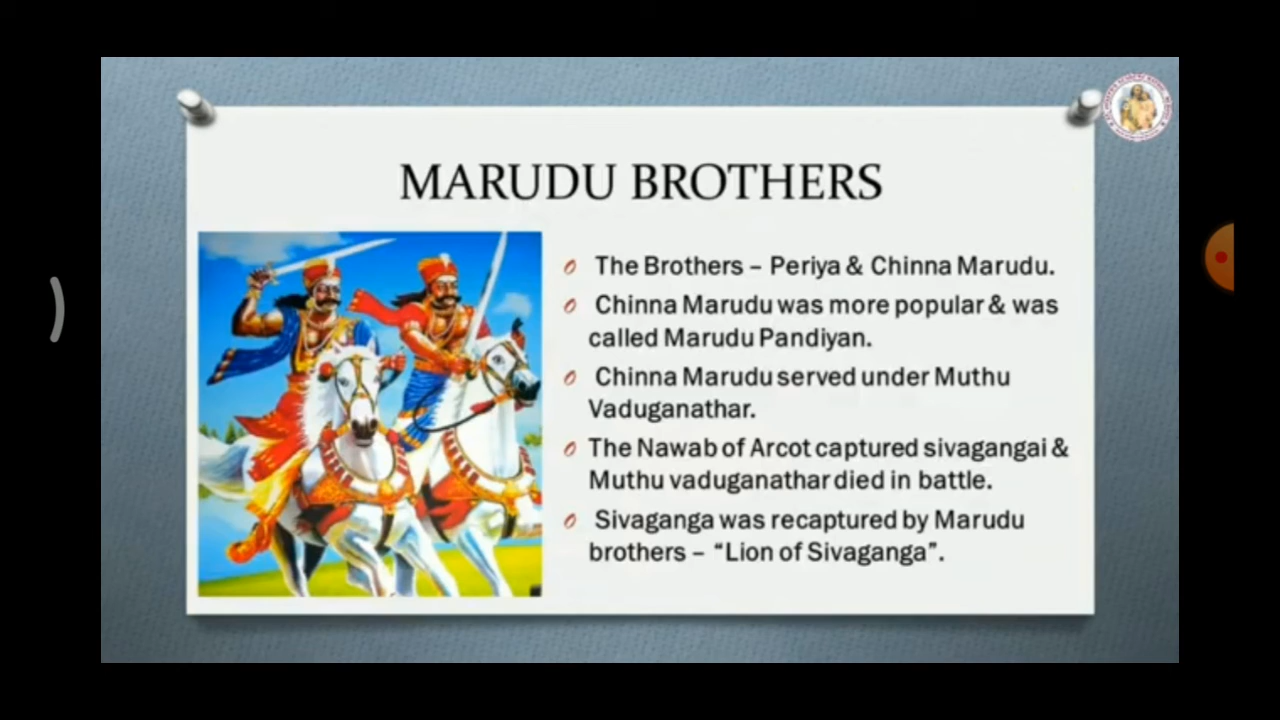 MARUDU BROTHERS
The Brothers – Periya & Chinna Marudu.
Chinna Marudu was more popular & was
called Marudu Pandiyan.
Chinna Marudu served under Muthu
Vaduganathar.
The Nawab of Arcot captured sivagangai &
Muthu vaduganathar died in battle.
Sivaganga was recaptured by Marudu
brothers – “Lion of Sivaganga”.